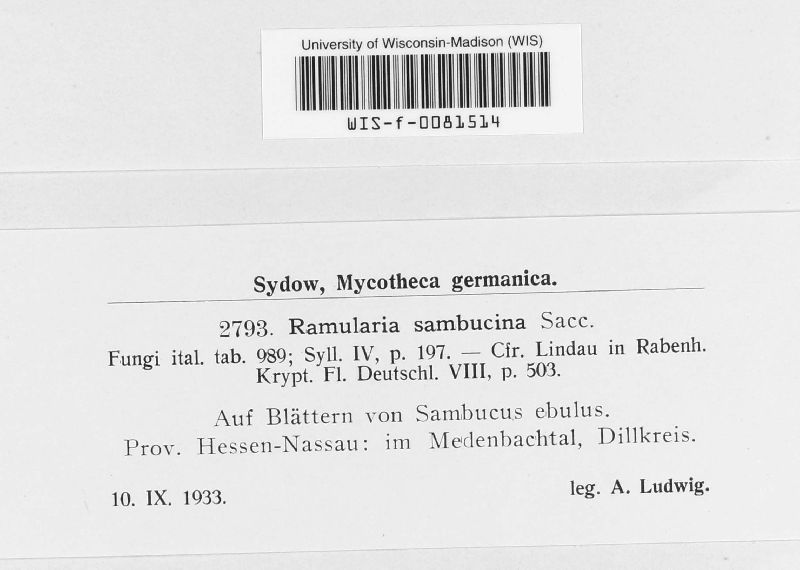 University of Wisconsin-Madison (WIS)
WIS-f-0081514
Sydow, Mycotheca germanica.
2793. Ramularia sambucina Sacc.
Fungi ital. tab. 989; Syll. IV, p. 197. — Cfr. Lindau in Rabenh.
Krypt. Fl. Deutschl. VIII, p. 503.
Auf Blättern von Sambucus ebulus.
Prov. Hessen-Nassau: im Medenbachtal, Dillkreis.
10. IX. 1933.
leg. A. Ludwig.